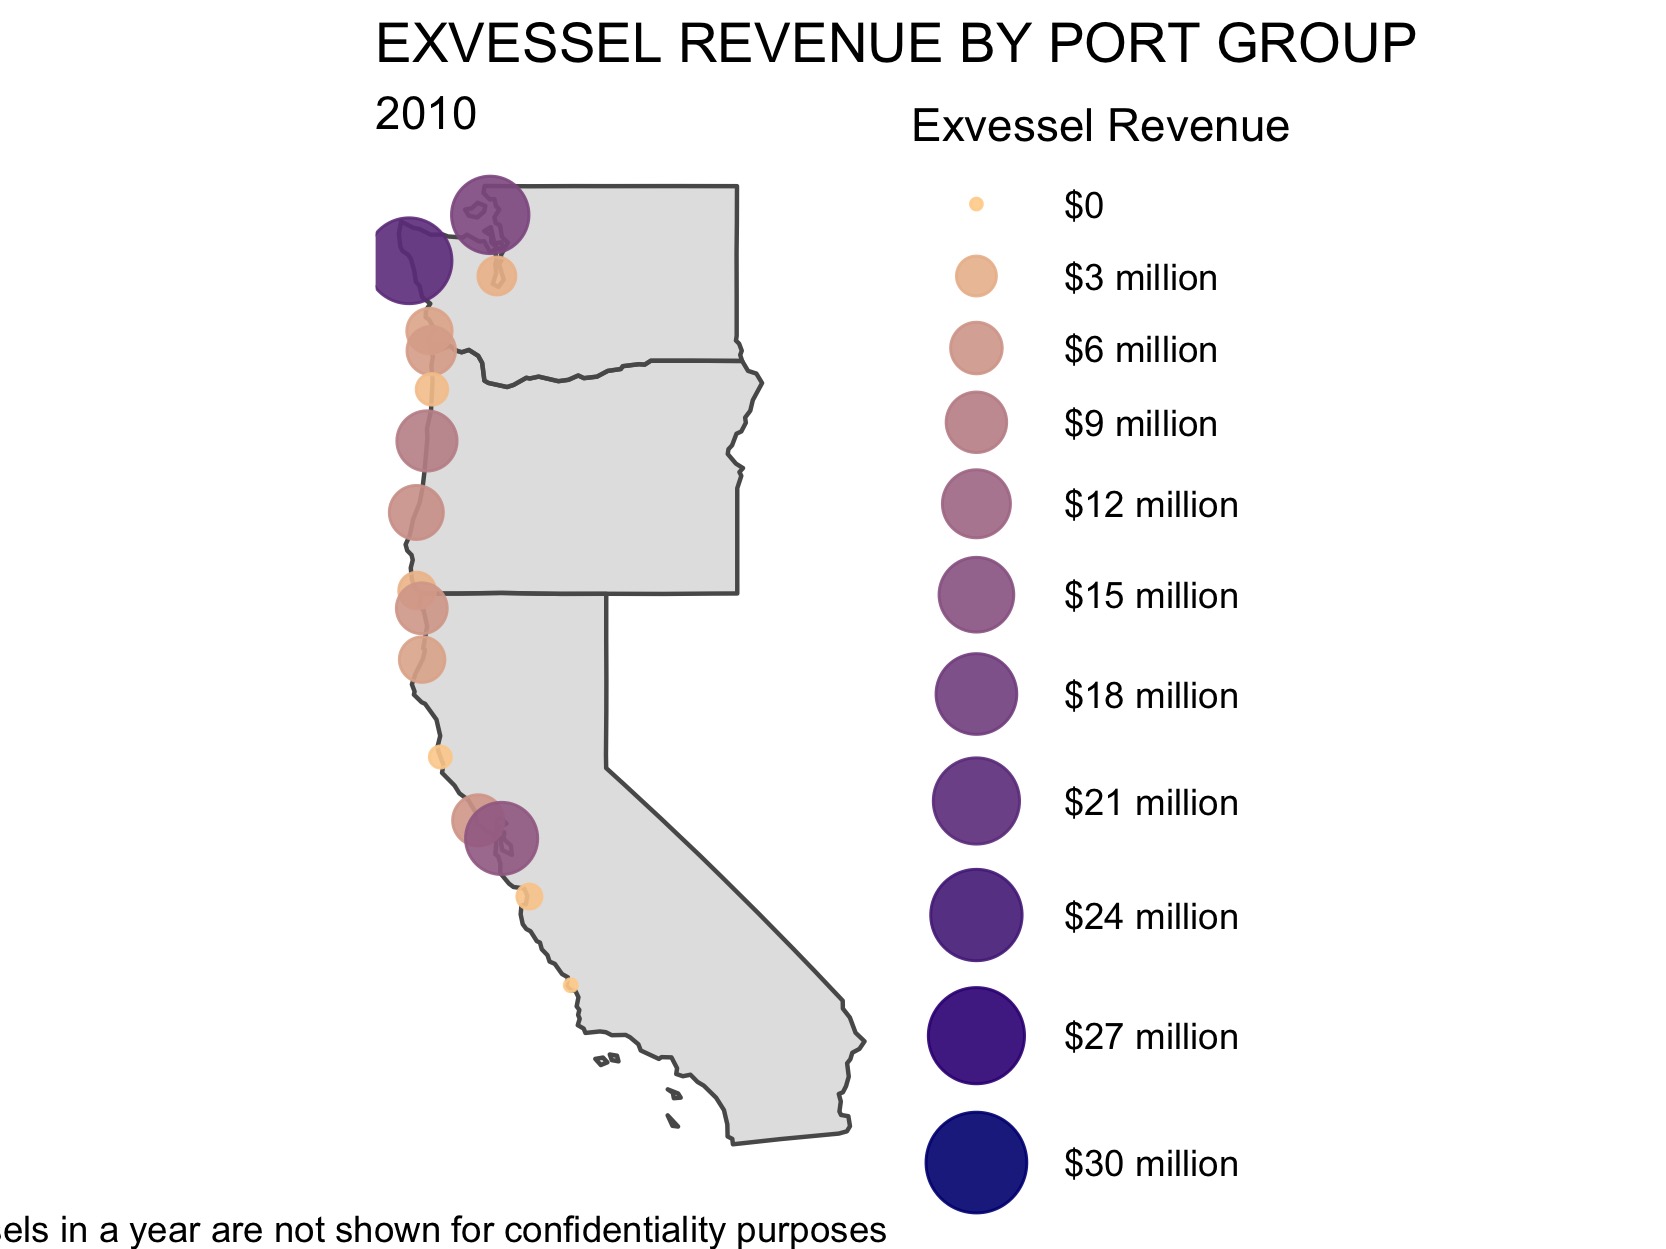 EXVESSEL REVENUE BY PORT GROUP
2010
Exvessel Revenue
$0
$3 million
$6 million
$9 million
$12 million
$15 million
$18 million
$21 million
$24 million
$27 million
$30 million
els in a year are not shown for confidentiality purposes